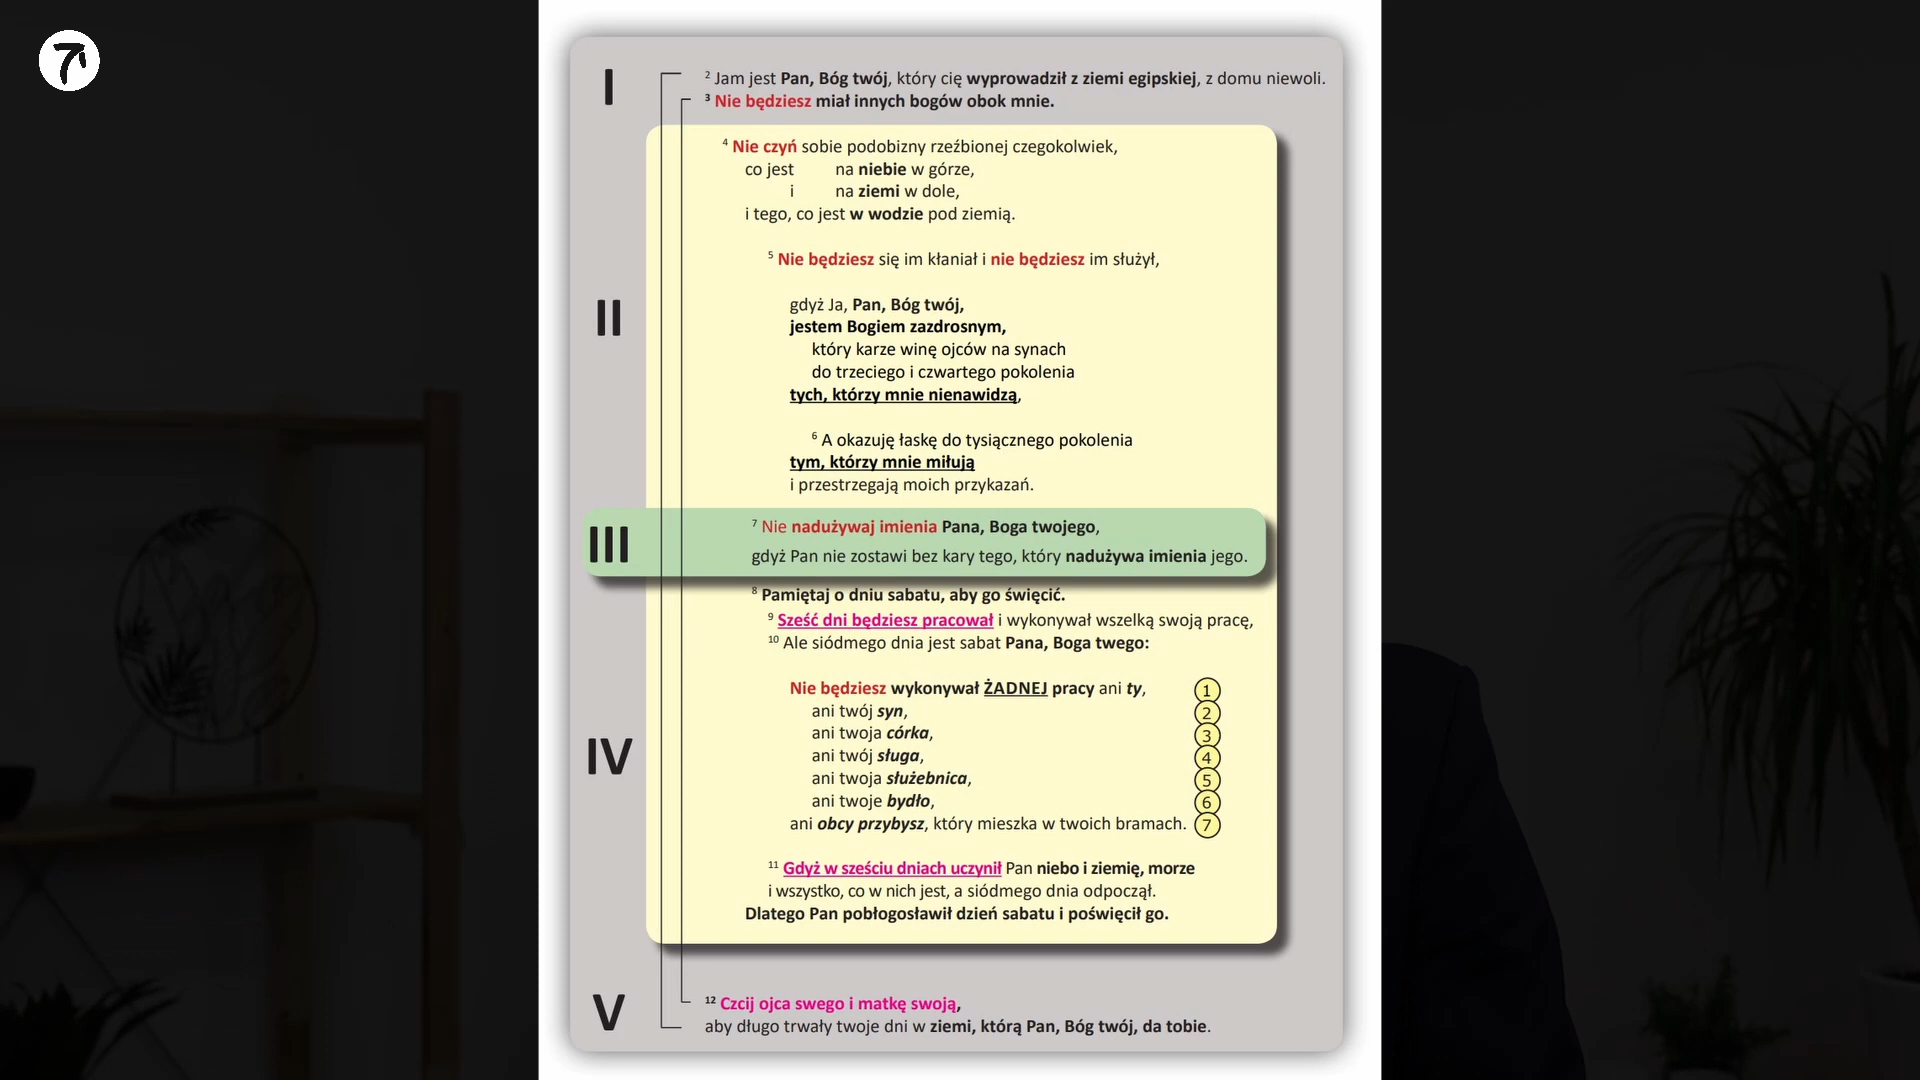 7
I
² Jam jest Pan, Bóg twój, który cię wyprowadził z ziemi egipskiej, z domu niewoli.
³ Nie będziesz miał innych bogów obok mnie.
⁴ Nie czyń sobie podobizny rzeźbionej czegokolwiek,
co jest na niebie w górze,
i na ziemi w dole,
i tego, co jest w wodzie pod ziemią.
⁵ Nie będziesz się im kłaniał i nie będziesz im służył,
II
gdyż Ja, Pan, Bóg twój,
jestem Bogiem zazdrosnym,
który karze winę ojców na synach
do trzeciego i czwartego pokolenia
tych, którzy mnie nienawidzą,
⁶ A okazuję łaskę do tysiącznego pokolenia
tym, którzy mnie miłują
i przestrzegają moich przykazań.
III
⁷ Nie nadużywaj imienia Pana, Boga twojego,
gdyż Pan nie zostawi bez kary tego, który nadużywa imienia jego.
⁸ Pamiętaj o dniu sabatu, aby go święcić.
⁹ Sześć dni będziesz pracował i wykonywał wszelką swoją pracę,
¹⁰ Ale siódmego dnia jest sabat Pana, Boga twego:
IV
Nie będziesz wykonywał ŻADNEJ pracy ani ty, 1
ani twój syn, 2
ani twoja córka, 3
ani twój sługa, 4
ani twoja służebnica, 5
ani twoje bydło, 6
ani obcy przybysz, który mieszka w twoich bramach. 7
¹¹ Gdyż w sześciu dniach uczynił Pan niebo i ziemię, morze
i wszystko, co w nich jest, a siódmego dnia odpoczął.
Dlatego Pan pobłogosławił dzień sabatu i poświęcił go.
V
¹² Czcij ojca swego i matkę swoją,
aby długo trwały twoje dni w ziemi, którą Pan, Bóg twój, da tobie.